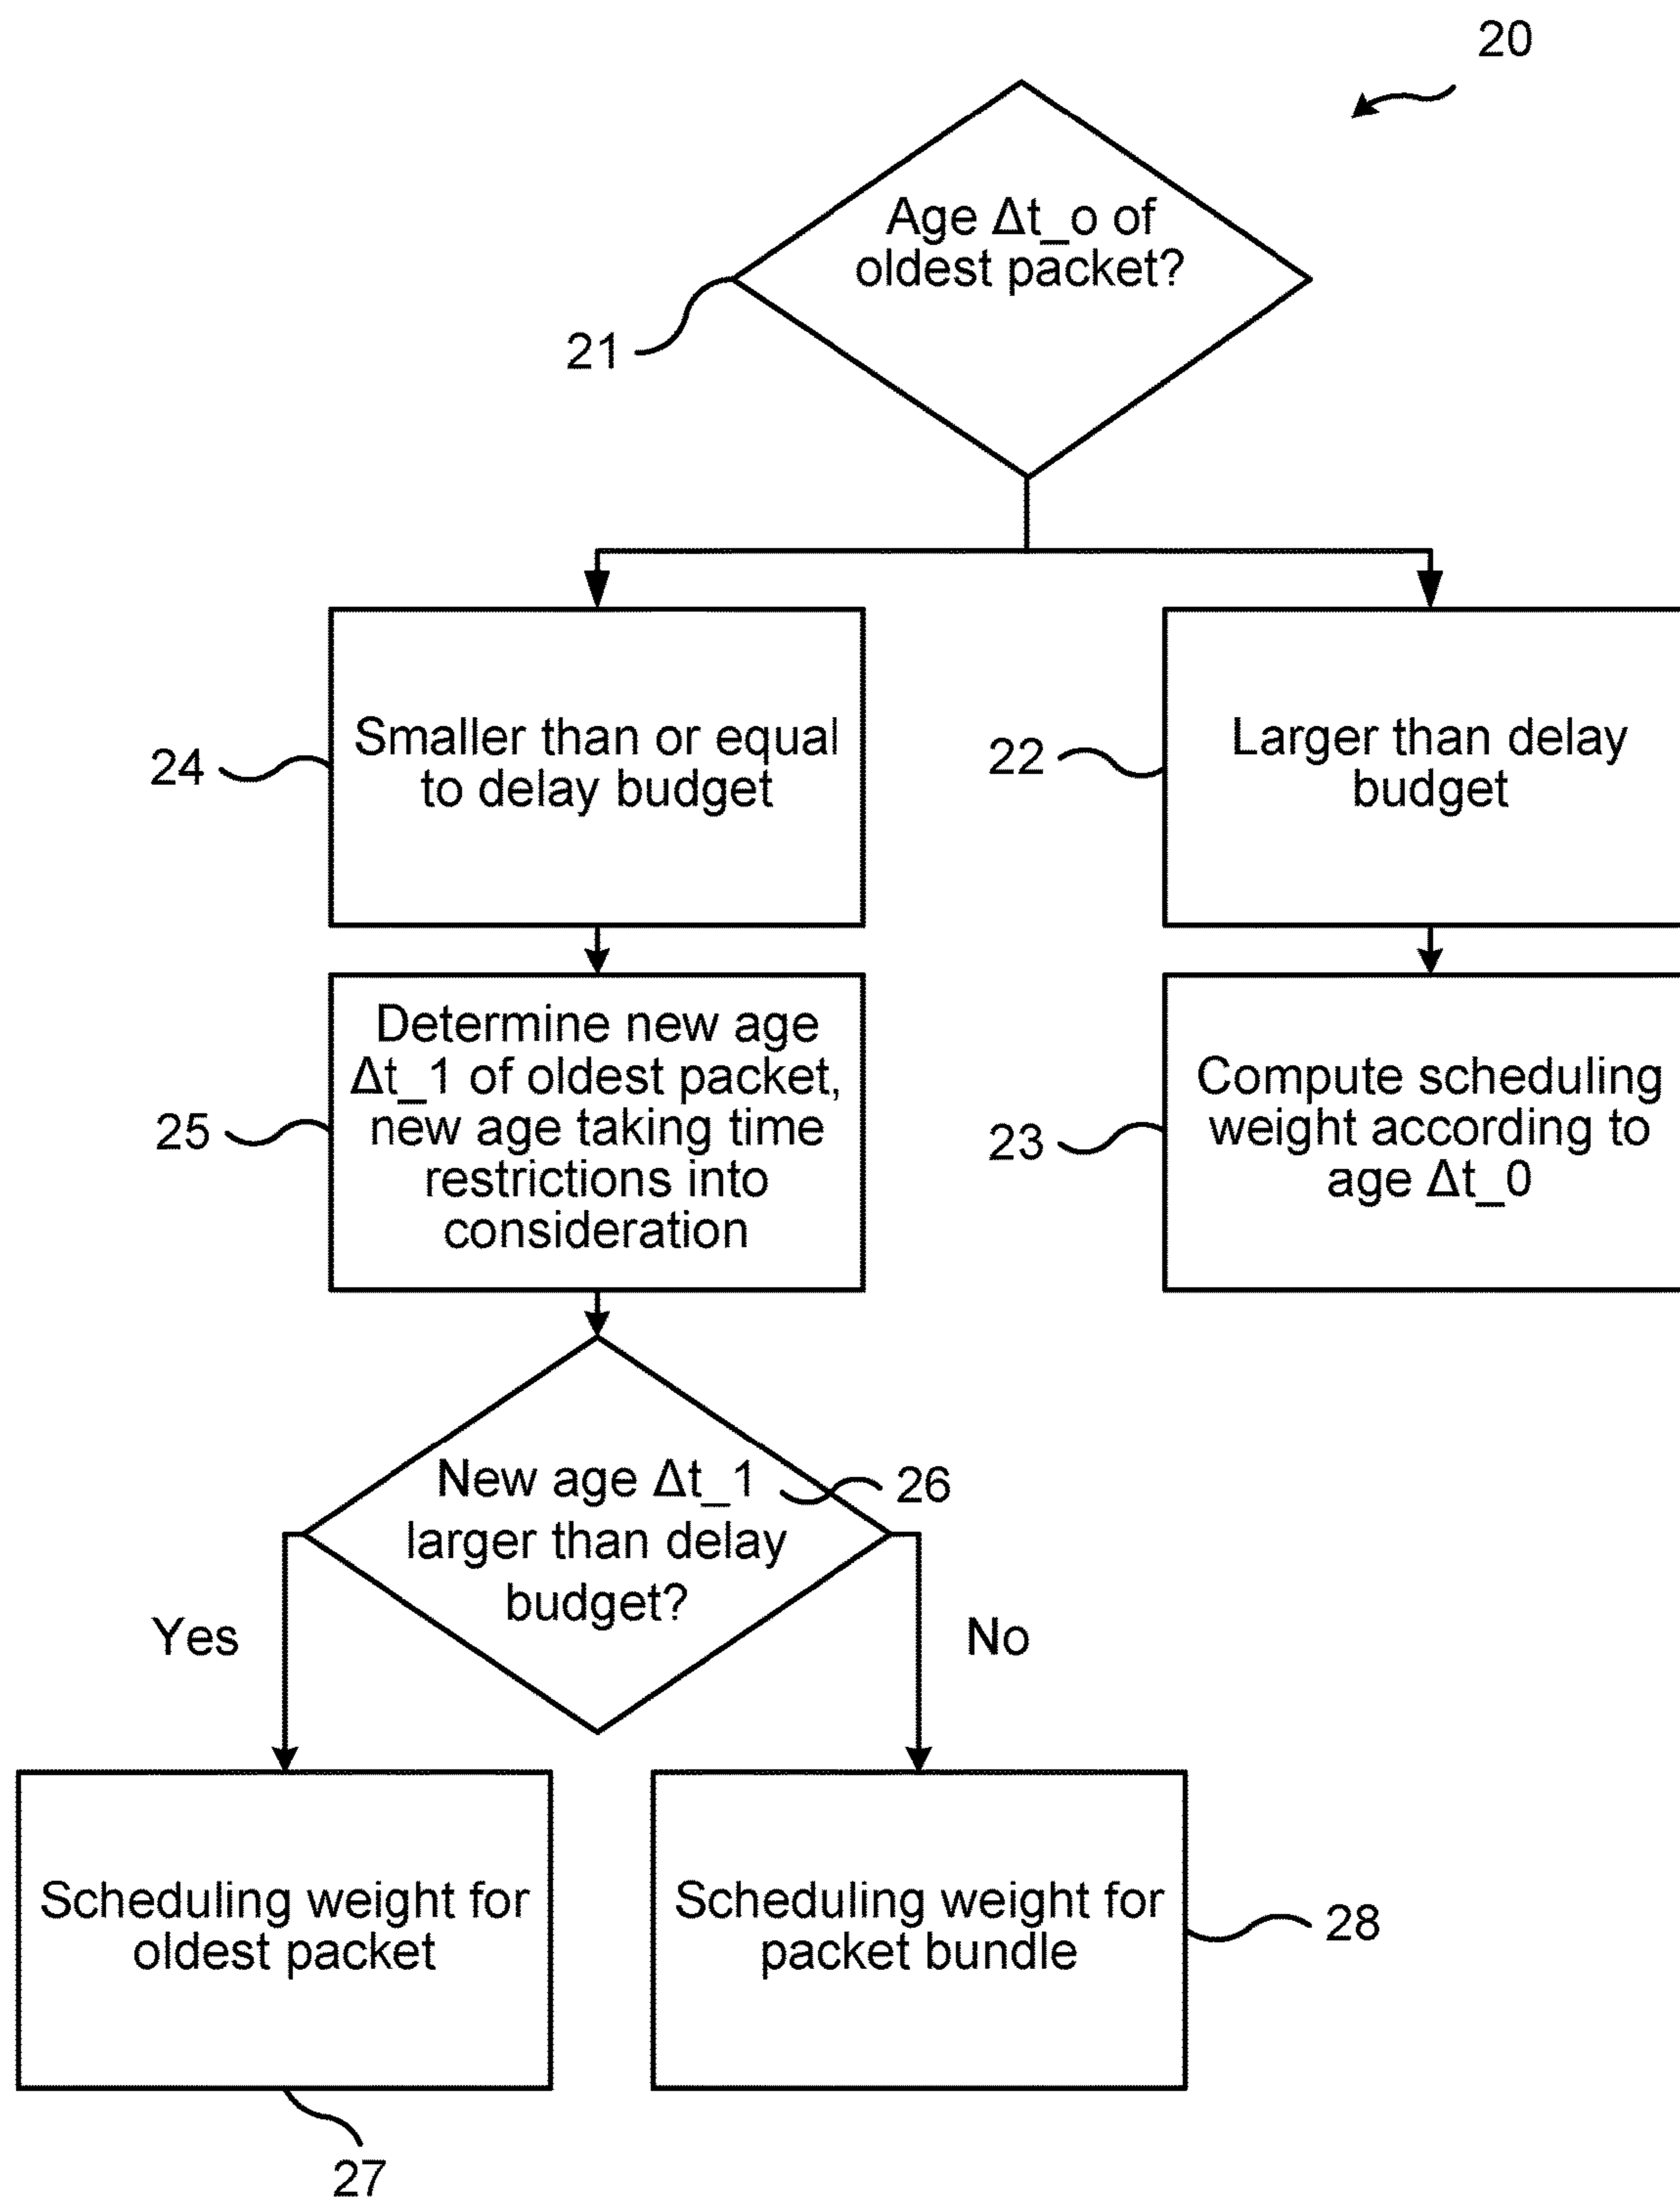 20
Age Δt_o of
oldest packet?
21
Smaller than or equal
to delay budget
24
Larger than delay
budget
22
Determine new age
Δt_1 of oldest packet,
new age taking time
restrictions into
consideration
25
Compute scheduling
weight according to
age Δt_0
23
New age Δt_1
larger than delay
budget?
26
Yes
No
Scheduling weight for
oldest packet
27
Scheduling weight for
packet bundle
28